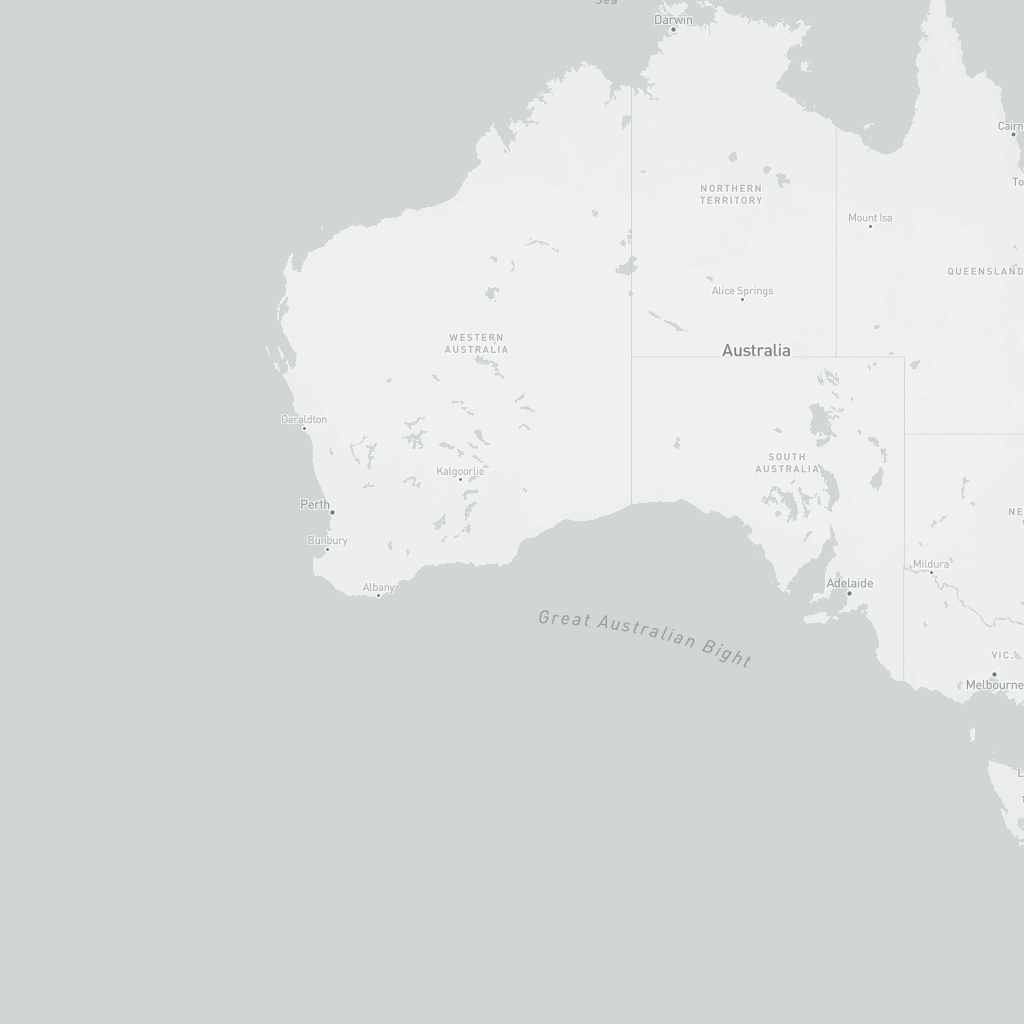 Sea
Darwin
Cairn
To
NORTHERN
TERRITORY
Mount Isa
QUEENSLAND
Alice Springs
WESTERN
AUSTRALIA
Australia
Geraldton
Kalgoorlie
SOUTH
AUSTRALIA
Perth
NE
Bunbury
Mildura
Albany
Adelaide
Great Australian Bight
VIC.
Melbourne
L
T